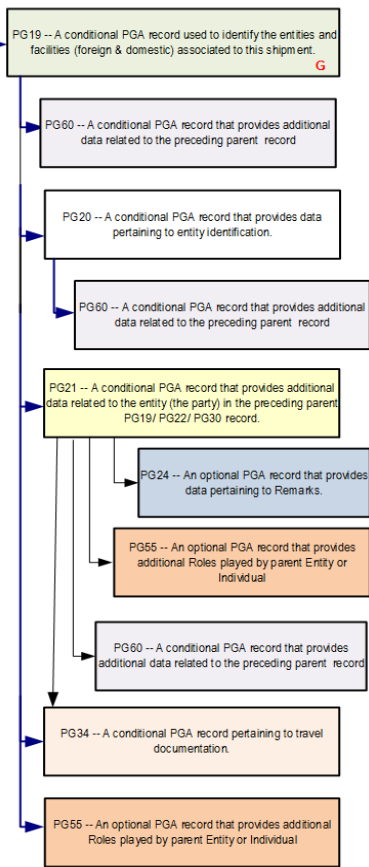 PG19 -- A conditional PGA record used to identify the entities and
facilities (foreign & domestic) associated to this shipment.
G
PG60 -- A conditional PGA record that provides additional
data related to the preceding parent record
PG20 -- A conditional PGA record that provides data
pertaining to entity identification.
PG60 -- A conditional PGA record that provides additional
data related to the preceding parent record
PG21 -- A conditional PGA record that provides additional
data related to the entity (the party) in the preceding parent
PG19/ PG22/ PG30 record.
PG24 -- An optional PGA record that provides
data pertaining to Remarks.
PG55 -- An optional PGA record that provides
additional Roles played by parent Entity or
Individual
PG60 -- A conditional PGA record that provides
additional data related to the preceding parent record
PG34 -- A conditional PGA record pertaining to travel
documentation.
PG55 -- An optional PGA record that provides additional
Roles played by parent Entity or Individual